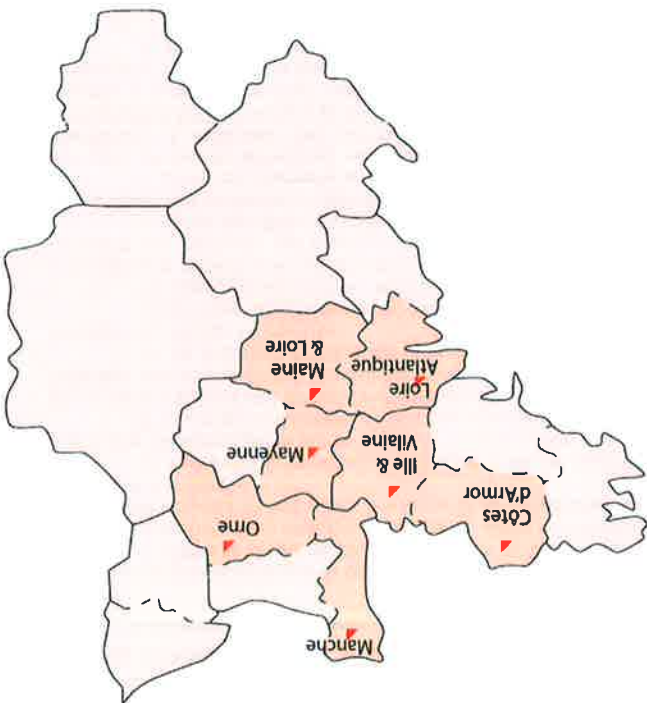 Manche
Orne
Côtes
d'Armor
Ille &
Vilaine
Mayenne
Loire
Atlantique
Maine
& Loire